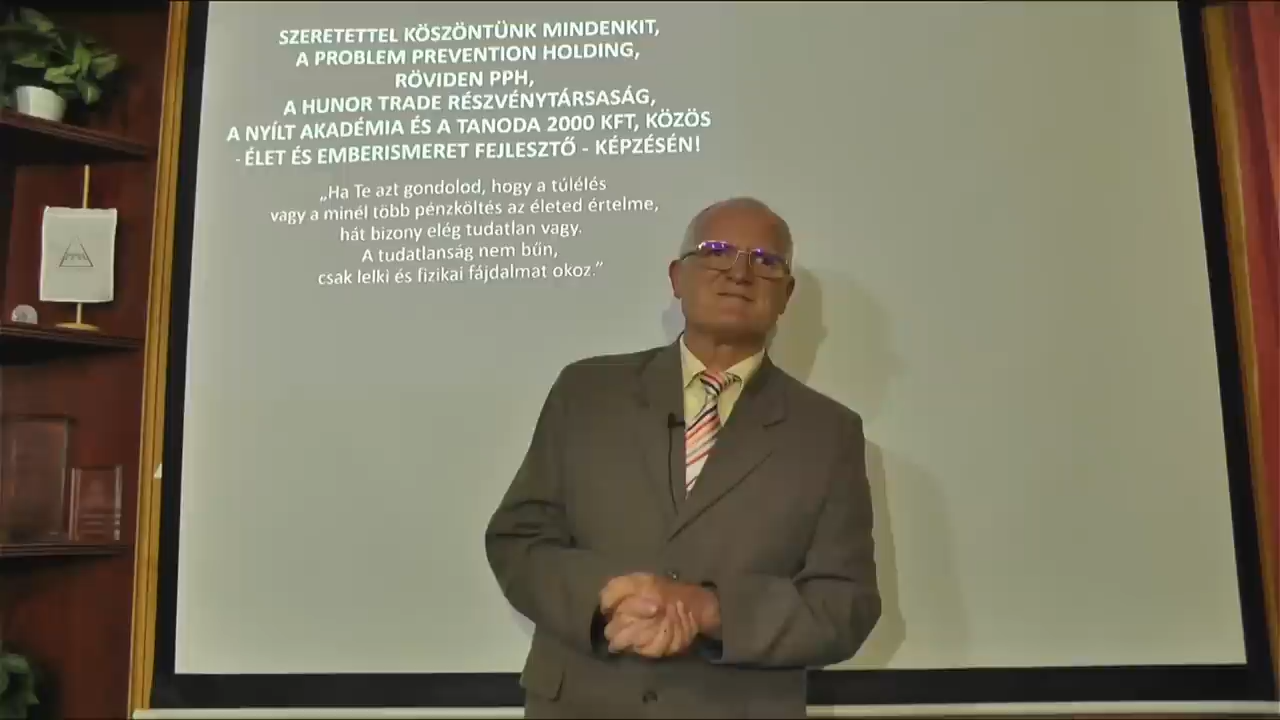 SZERETETTEL KÖSZÖNTÜNK MINDENKIT,
A PROBLEM PREVENTION HOLDING,
RÖVIDEN PPH,
A HUNOR TRADE RÉSZVÉNYTÁRSASÁG,
A NYÍLT AKADÉMIA ÉS A TANODA 2000 KFT, KÖZÖS
- ÉLET ÉS EMBERISMERET FEJLESZTŐ - KÉPZÉSÉN!
„Ha Te azt gondolod, hogy a túlélés
vagy a minél több pénzköltés az életed értelme,
hát bizony elég tudatlan vagy.
A tudatlanság nem bűn,
csak lelki és fizikai fájdalmat okoz.”